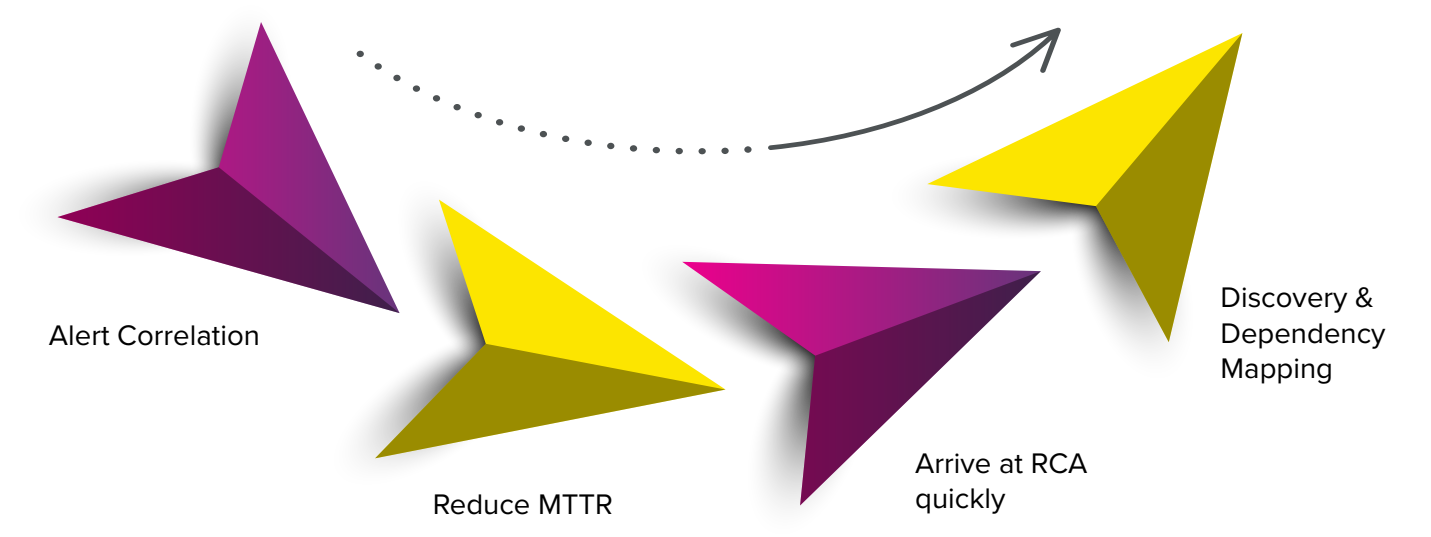 Alert Correlation
Reduce MTTR
Arrive at RCA
quickly
Discovery &
Dependency
Mapping